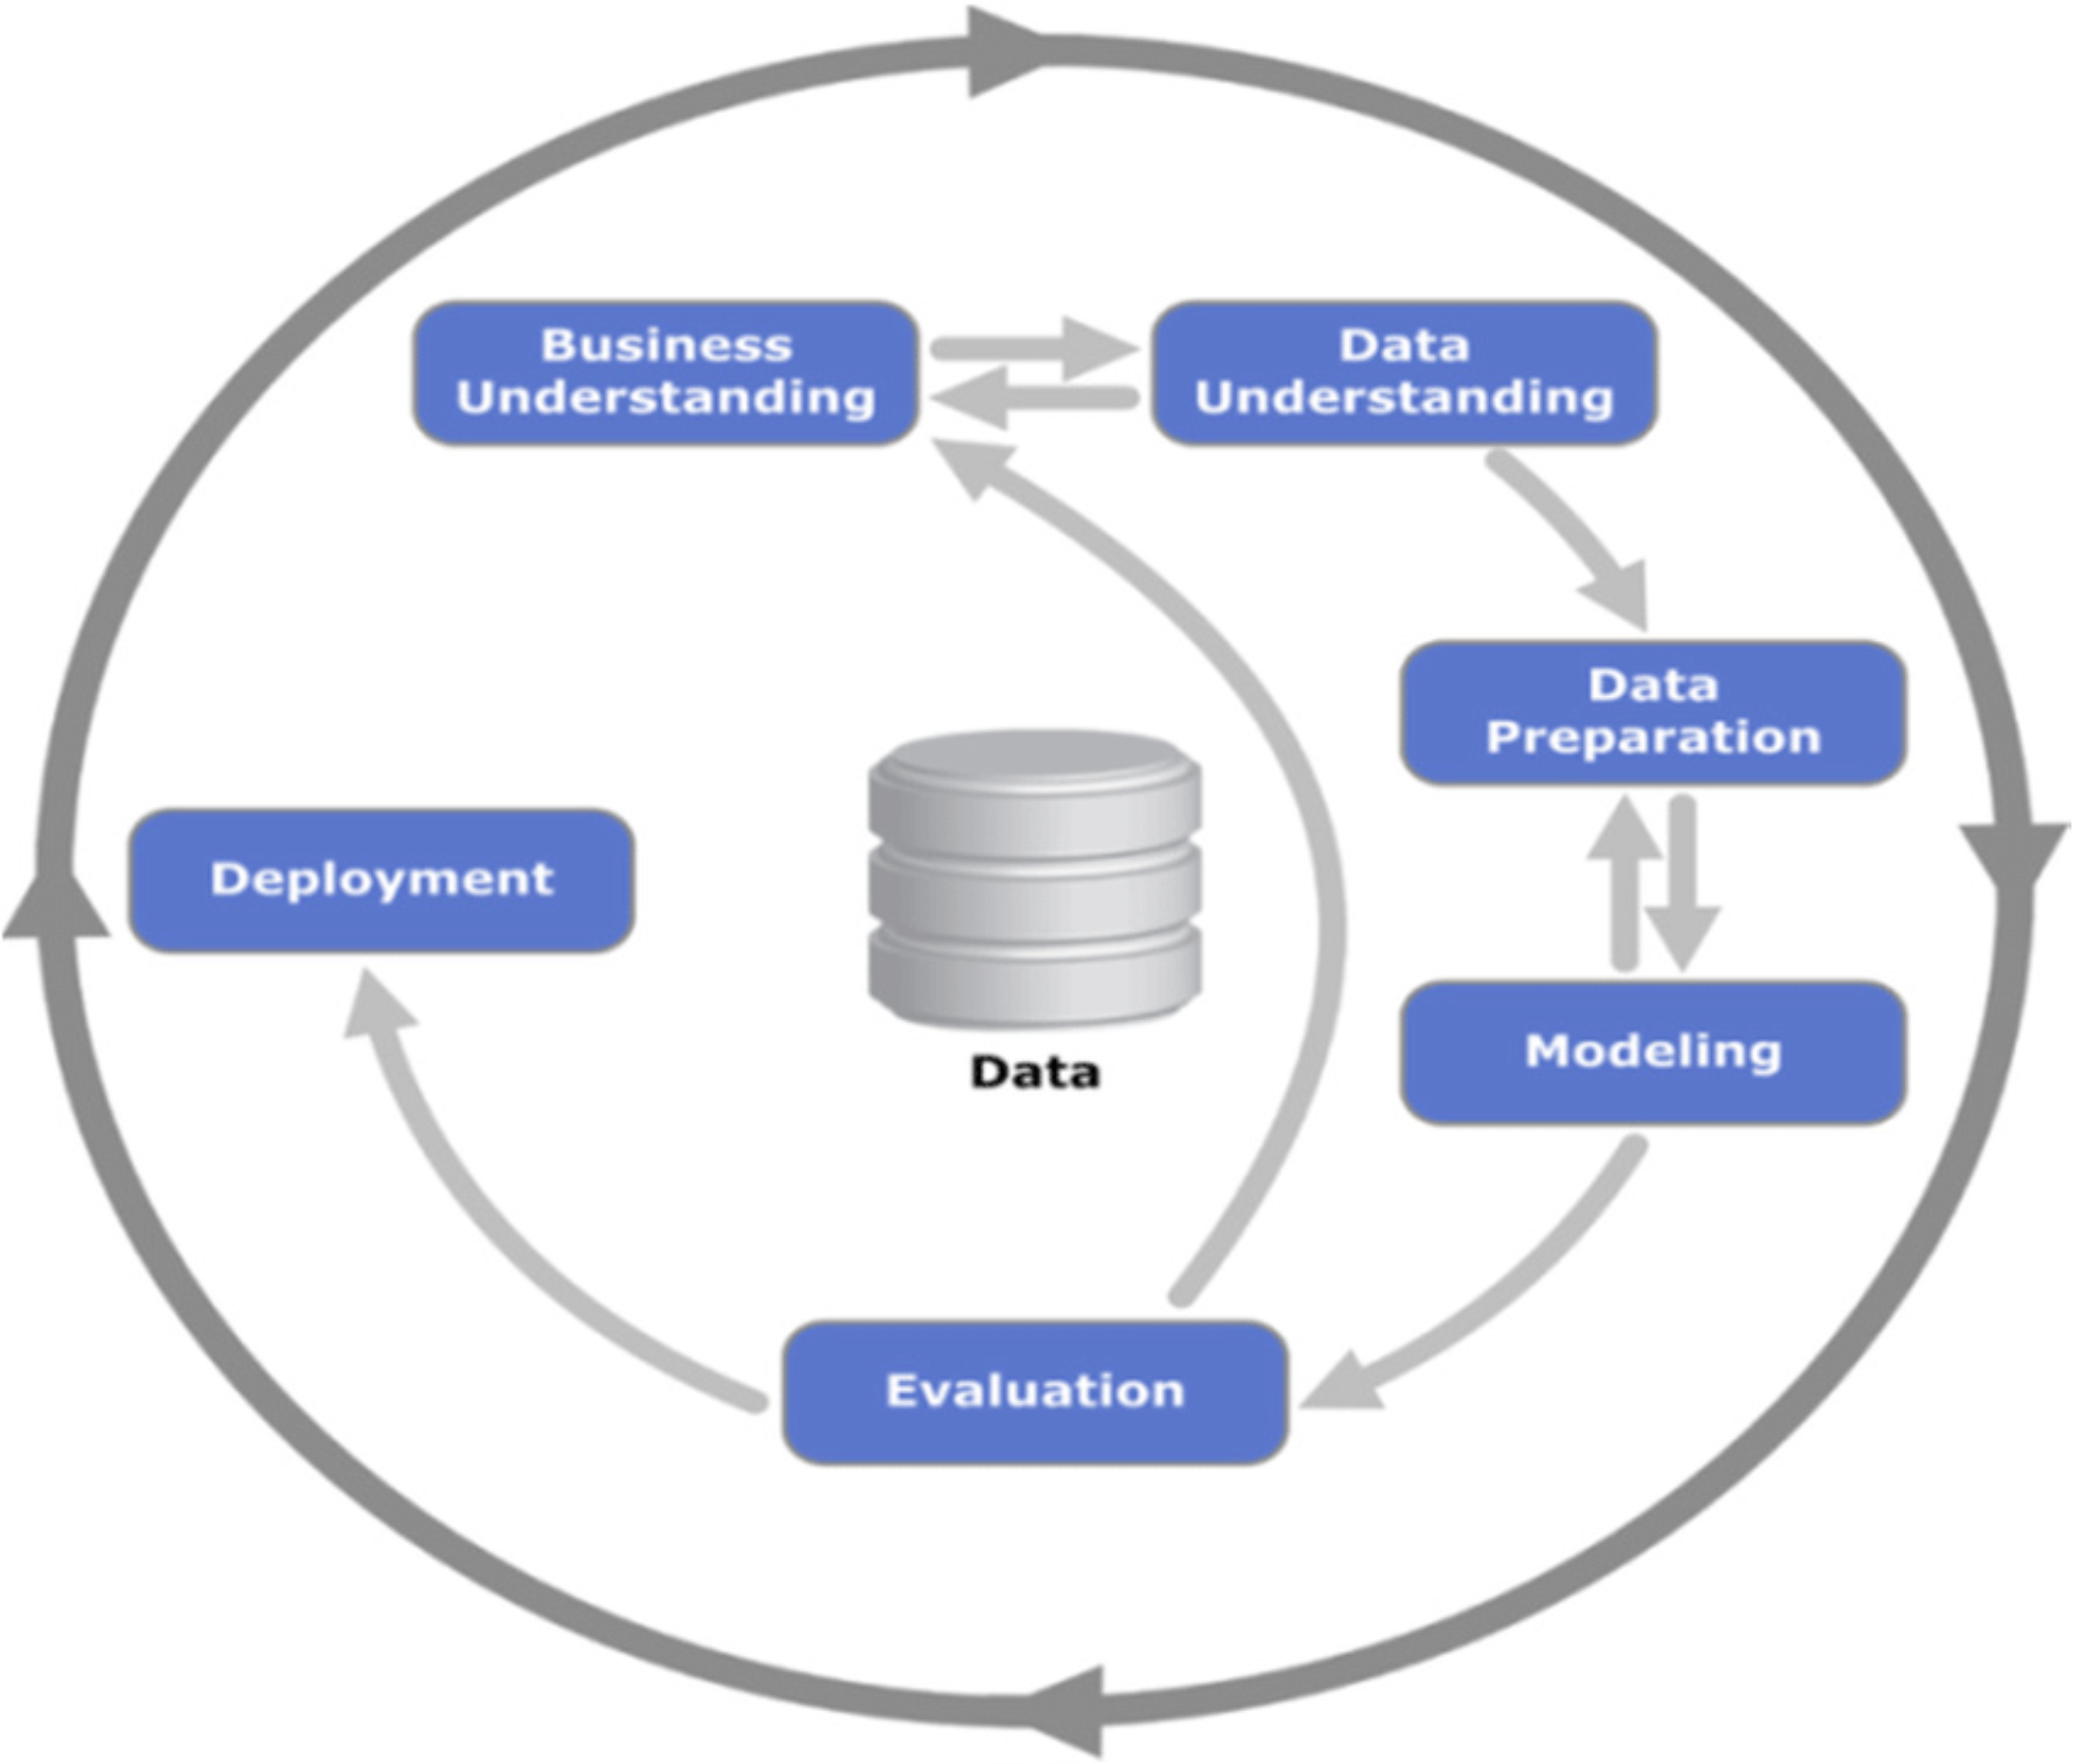 Business
Understanding
Data
Understanding
Data
Preparation
Deployment
Data
Modeling
Evaluation